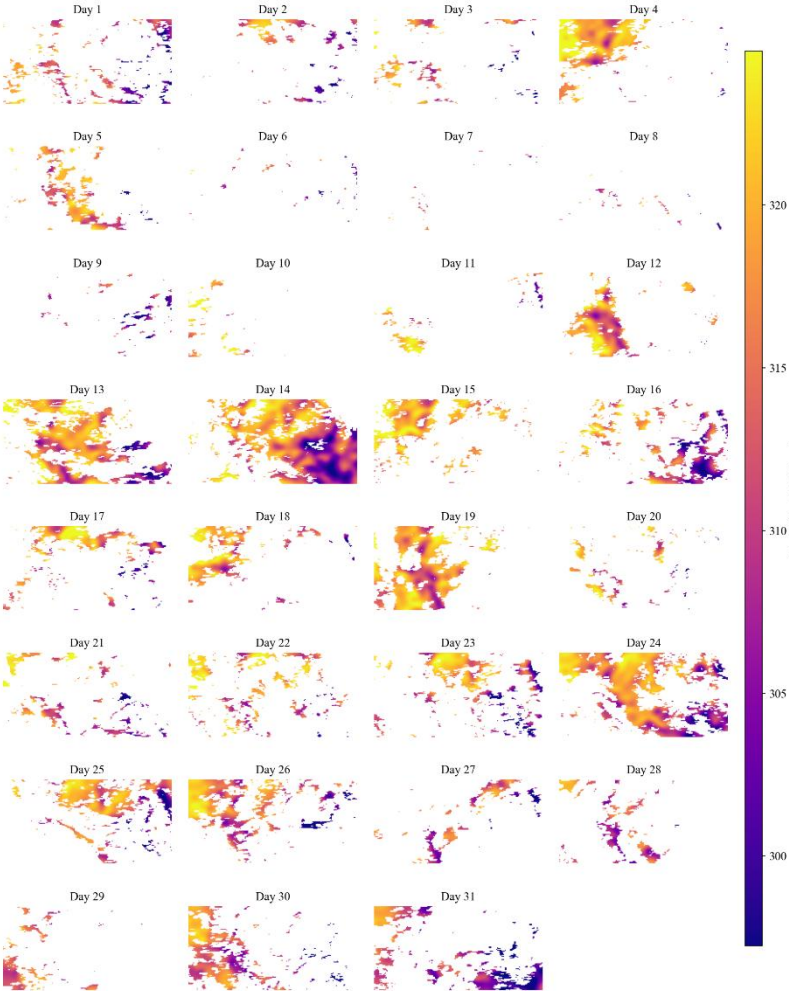 Day 1 Day 2 Day 3 Day 4
Day 5 Day 6 Day 7 Day 8
320
Day 9 Day 10 Day 11 Day 12
315
Day 13 Day 14 Day 15 Day 16
310
Day 17 Day 18 Day 19 Day 20
Day 21 Day 22 Day 23 Day 24
305
Day 25 Day 26 Day 27 Day 28
300
Day 29 Day 30 Day 31